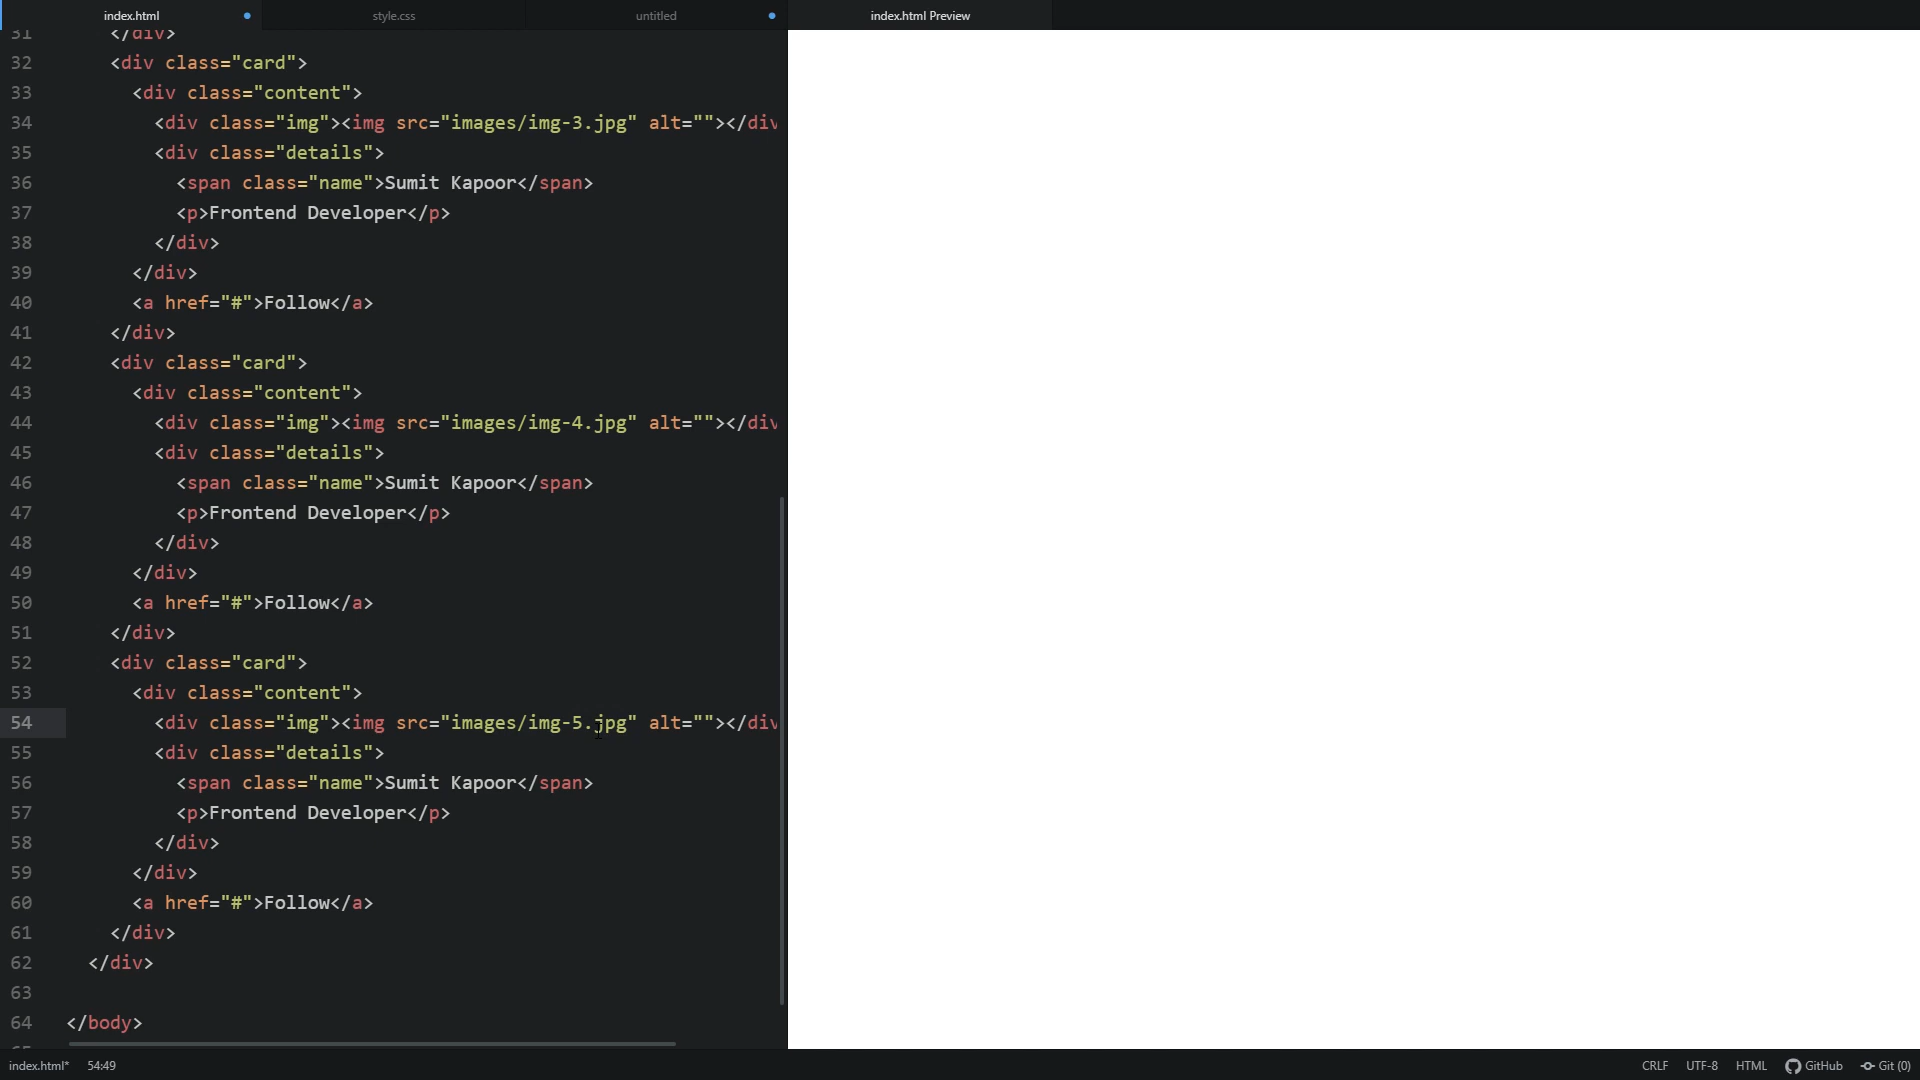 index.html
style.css
untitled
index.html Preview
31 </div>
32 <div class="card">
33 <div class="content">
34 <div class="img"><img src="images/img-3.jpg" alt=""></div
35 <div class="details">
36 <span class="name">Sumit Kapoor</span>
37 <p>Frontend Developer</p>
38 </div>
39 </div>
40 <a href="#">Follow</a>
41 </div>
42 <div class="card">
43 <div class="content">
44 <div class="img"><img src="images/img-4.jpg" alt=""></div
45 <div class="details">
46 <span class="name">Sumit Kapoor</span>
47 <p>Frontend Developer</p>
48 </div>
49 </div>
50 <a href="#">Follow</a>
51 </div>
52 <div class="card">
53 <div class="content">
54 <div class="img"><img src="images/img-5.jpg" alt=""></div
55 <div class="details">
56 <span class="name">Sumit Kapoor</span>
57 <p>Frontend Developer</p>
58 </div>
59 </div>
60 <a href="#">Follow</a>
61 </div>
62 </div>
63
64 </body>
index.html* 54:49
CRLF UTF-8 HTML GitHub Git (0)